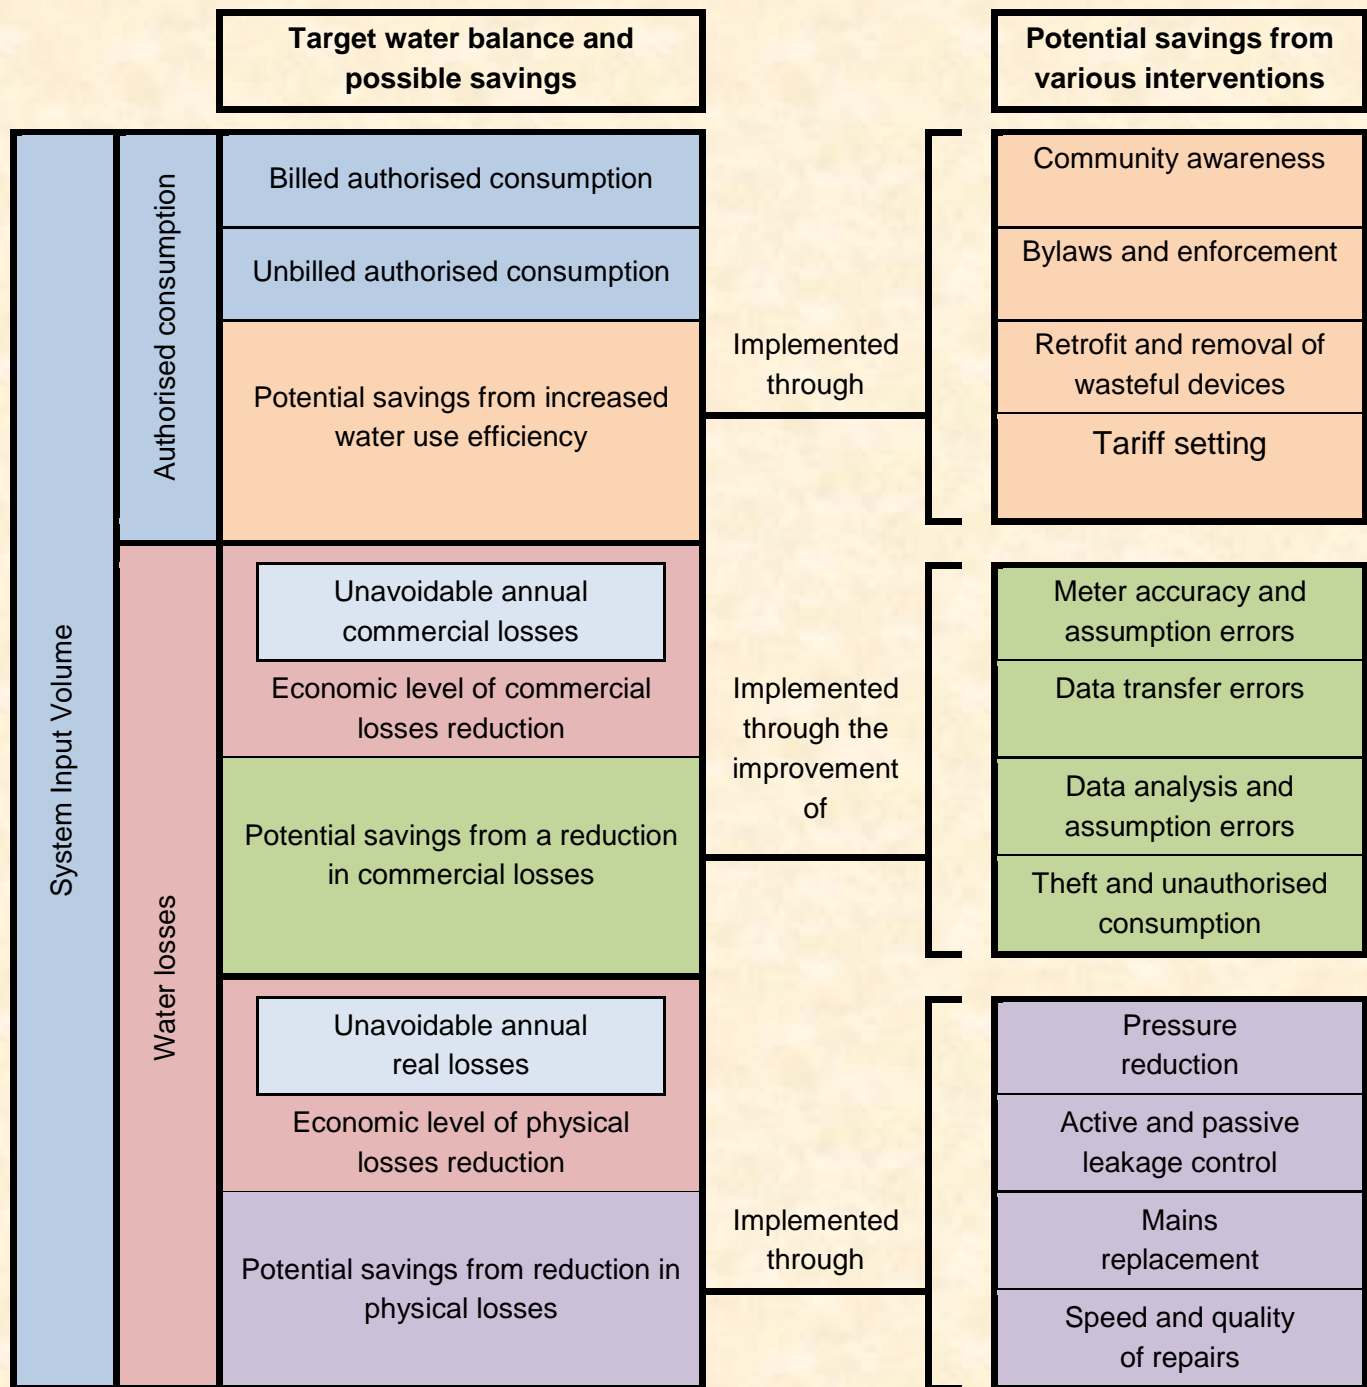 Target water balance and
possible savings
Potential savings from
various interventions
System Input Volume
Authorised consumption
Billed authorised consumption
Unbilled authorised consumption
Potential savings from increased
water use efficiency
Implemented
through
Community awareness
Bylaws and enforcement
Retrofit and removal of
wasteful devices
Tariff setting
Water losses
Unavoidable annual
commercial losses
Economic level of commercial
losses reduction
Potential savings from a reduction
in commercial losses
Implemented
through the
improvement
of
Meter accuracy and
assumption errors
Data transfer errors
Data analysis and
assumption errors
Theft and unauthorised
consumption
Unavoidable annual
real losses
Economic level of physical
losses reduction
Potential savings from reduction in
physical losses
Implemented
through
Pressure
reduction
Active and passive
leakage control
Mains
replacement
Speed and quality
of repairs